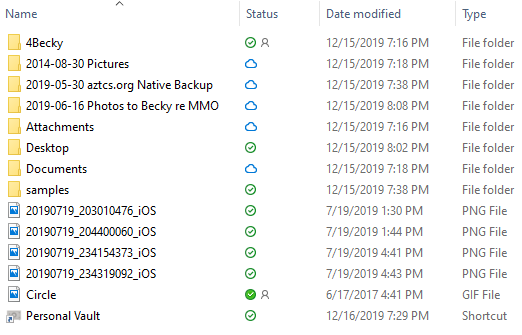 Name Status Date modified Type
4Becky 12/15/2019 7:16 PM File folder
2014-08-30 Pictures 12/15/2019 7:18 PM File folder
2019-05-30 aztcs.org Native Backup 12/15/2019 7:38 PM File folder
2019-06-16 Photos to Becky re MMO 12/15/2019 8:08 PM File folder
Attachments 12/15/2019 7:16 PM File folder
Desktop 12/15/2019 8:02 PM File folder
Documents 12/15/2019 7:18 PM File folder
samples 12/15/2019 7:38 PM File folder
20190719_203010476_iOS 7/19/2019 1:30 PM PNG File
20190719_204400060_iOS 7/19/2019 1:44 PM PNG File
20190719_234154373_iOS 7/19/2019 4:41 PM PNG File
20190719_234319092_iOS 7/19/2019 4:43 PM PNG File
Circle 6/17/2017 4:41 PM GIF File
Personal Vault 12/16/2019 7:29 PM Shortcut